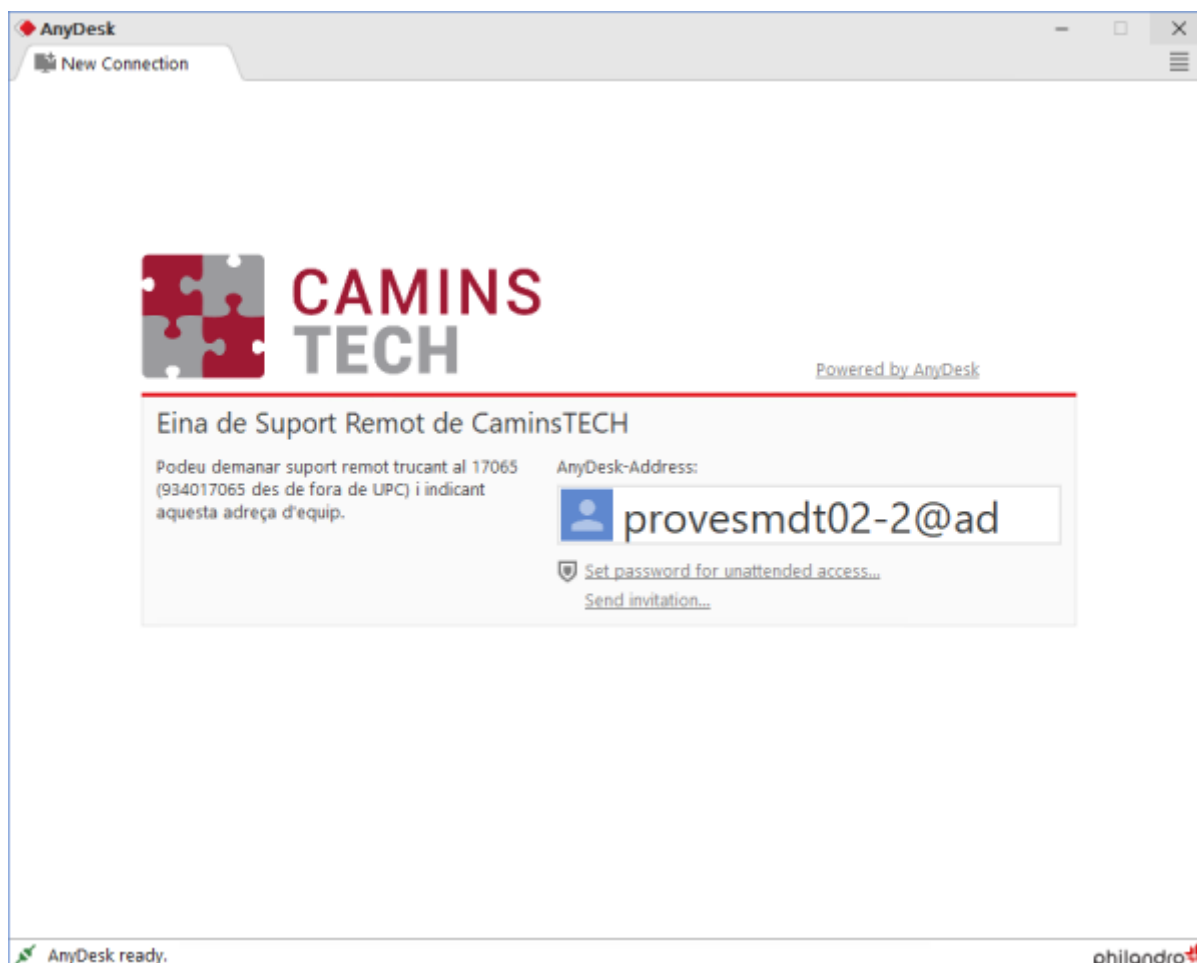 AnyDesk
New Connection
CAMINS
TECH
Powered by AnyDesk
Eina de Suport Remot de CaminsTECH
Podeu demanar suport remot trucant al 17065
(934017065 des de fora de UPC) i indicant
aquesta adreça d'equip.
AnyDesk-Address:
provesmdt02-2@ad
Set password for unattended access...
Send invitation...
AnyDesk ready.
philandro